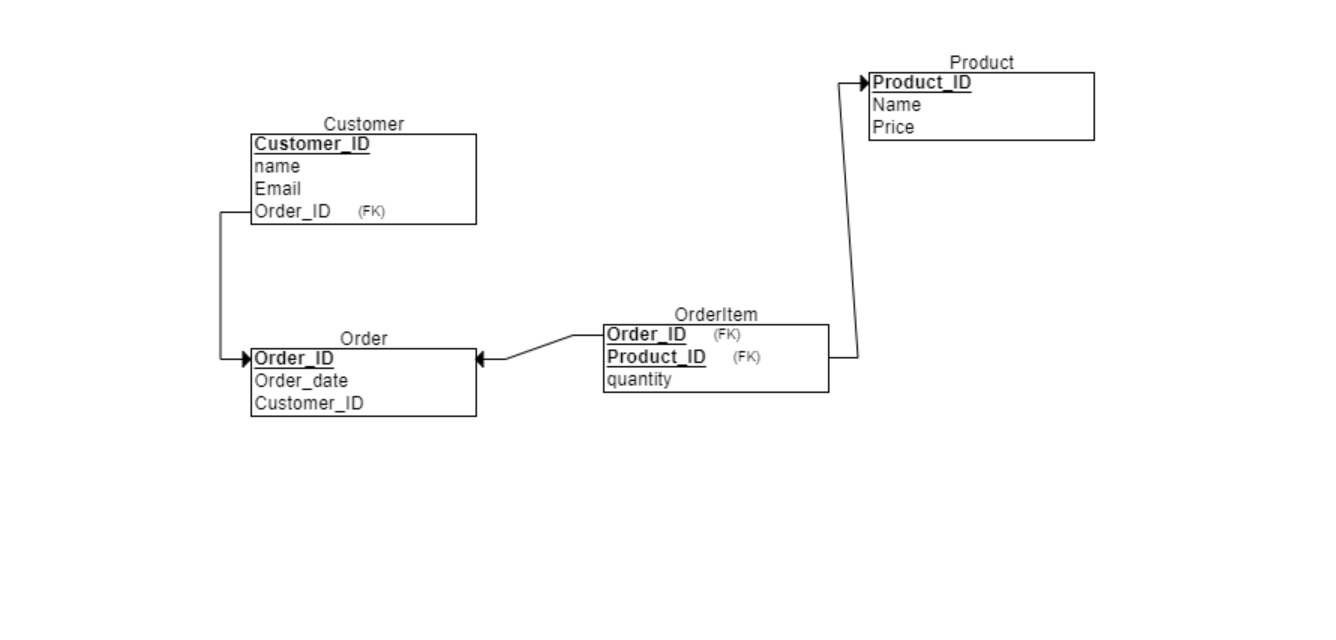 Product
Product_ID
Name
Price
Customer
Customer_ID
name
Email
Order_ID (FK)
Order
Order_ID
Order_date
Customer_ID
OrderItem
Order_ID (FK)
Product_ID (FK)
quantity